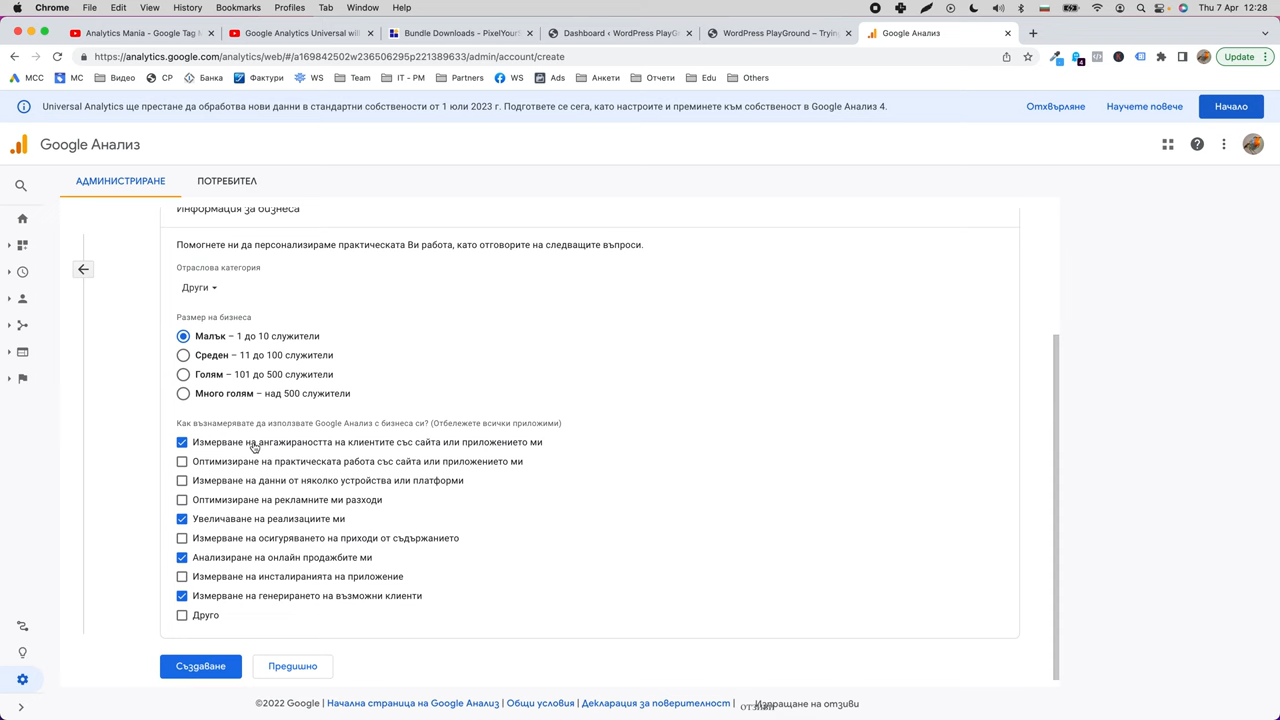 Chrome File Edit View History Bookmarks Profiles Tab Window Help Thu 7 Apr 12:28
Analytics Mania - Google Tag M
Google Analytics Universal will
Bundle Downloads - PixelYourS
Dashboard ‹ WordPress PlayGr
WordPress PlayGround – Tryin
Google Анализ
https://analytics.google.com/analytics/web/#/a169842502w236506295p221389633/admin/account/create
Update
МСС МС Видео СР Банка Фактури WS Team IT - PM Partners WS Ads Анкети Отчети Edu Others
Universal Analytics ще престане да обработва нови данни в стандартни собствености от 1 юли 2023 г. Подгответе се сега, като настроите и преминете към собственост в Google Анализ 4.
Отхвърляне Научете повече Начало
Google Анализ
АДМИНИСТРИРАНЕ ПОТРЕБИТЕЛ
Информация за бизнеса
Помогнете ни да персонализираме практическата Ви работа, като отговорите на следващите въпроси.
Отраслова категория
Други
Размер на бизнеса
Малък – 1 до 10 служители
Среден – 11 до 100 служители
Голям – 101 до 500 служители
Много голям – над 500 служители
Как възнамерявате да използвате Google Анализ с бизнеса си? (Отбележете всички приложими)
Измерване на ангажираността на клиентите със сайта или приложението ми
Оптимизиране на практическата работа със сайта или приложението ми
Измерване на данни от няколко устройства или платформи
Оптимизиране на рекламните ми разходи
Увеличаване на реализациите ми
Измерване на осигуряването на приходи от съдържанието
Анализиране на онлайн продажбите ми
Измерване на инсталиранията на приложение
Измерване на генерирането на възможни клиенти
Друго
Създаване Предишно
©2022 Google | Начална страница на Google Анализ | Общи условия | Декларация за поверителност | отзиви Изпращане на отзиви